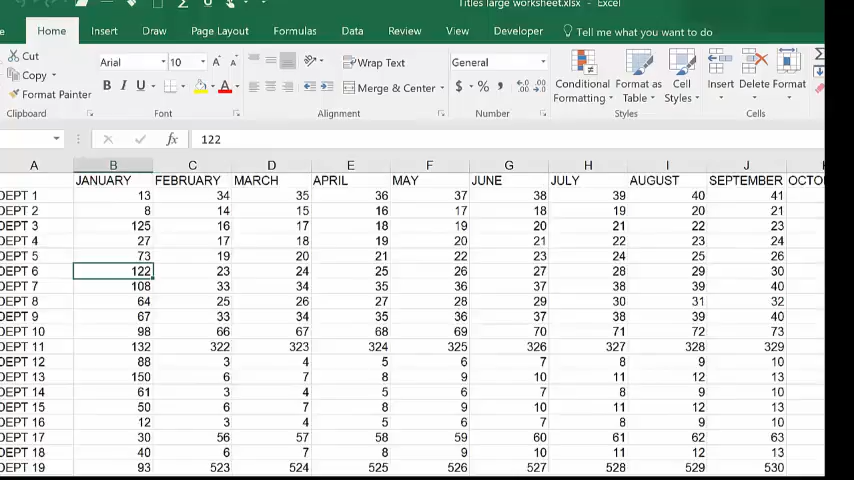 Titles large worksheet.xlsx - Excel
Home Insert Draw Page Layout Formulas Data Review View Developer Tell me what you want to do
Cut
Copy
Format Painter
Clipboard
Arial 10
B I U A
Font
Wrap Text
Merge & Center
Alignment
General
$ % ,
Number
Conditional Formatting
Format as Table
Cell Styles
Styles
Insert Delete Format
Cells
fx 122
A B C D E F G H I J
JANUARY FEBRUARY MARCH APRIL MAY JUNE JULY AUGUST SEPTEMBER OCTO
DEPT 1 13 34 35 36 37 38 39 40 41
DEPT 2 8 14 15 16 17 18 19 20 21
DEPT 3 125 16 17 18 19 20 21 22 23
DEPT 4 27 17 18 19 20 21 22 23 24
DEPT 5 73 19 20 21 22 23 24 25 26
DEPT 6 122 23 24 25 26 27 28 29 30
DEPT 7 108 33 34 35 36 37 38 39 40
DEPT 8 64 25 26 27 28 29 30 31 32
DEPT 9 67 33 34 35 36 37 38 39 40
DEPT 10 98 66 67 68 69 70 71 72 73
DEPT 11 132 322 323 324 325 326 327 328 329
DEPT 12 88 3 4 5 6 7 8 9 10
DEPT 13 150 6 7 8 9 10 11 12 13
DEPT 14 61 3 4 5 6 7 8 9 10
DEPT 15 50 6 7 8 9 10 11 12 13
DEPT 16 12 3 4 5 6 7 8 9 10
DEPT 17 30 56 57 58 59 60 61 62 63
DEPT 18 40 6 7 8 9 10 11 12 13
DEPT 19 93 523 524 525 526 527 528 529 530